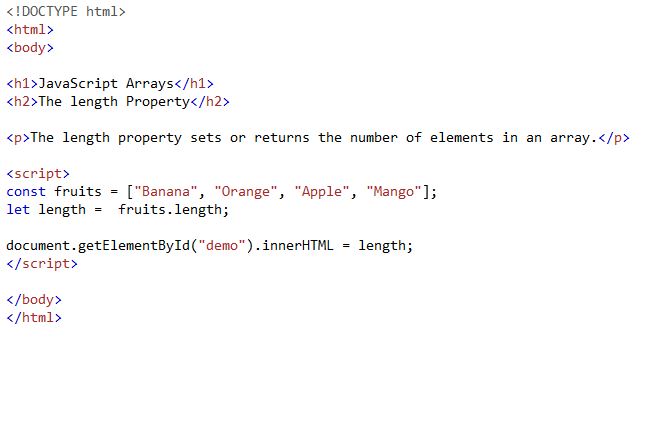 <!DOCTYPE html>
<html>
<body>
<h1>JavaScript Arrays</h1>
<h2>The length Property</h2>
<p>The length property sets or returns the number of elements in an array.</p>
<script>
const fruits = ["Banana", "Orange", "Apple", "Mango"];
let length =  fruits.length;
document.getElementById("demo").innerHTML = length;
</script>
</body>
</html>